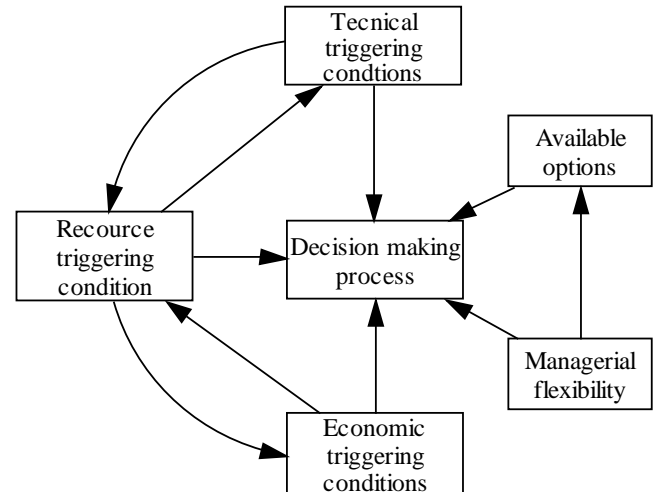 Tecnical
triggering
condtions
Available
options
Recource
triggering
condition
Decision making
process
Managerial
flexibility
Economic
triggering
conditions